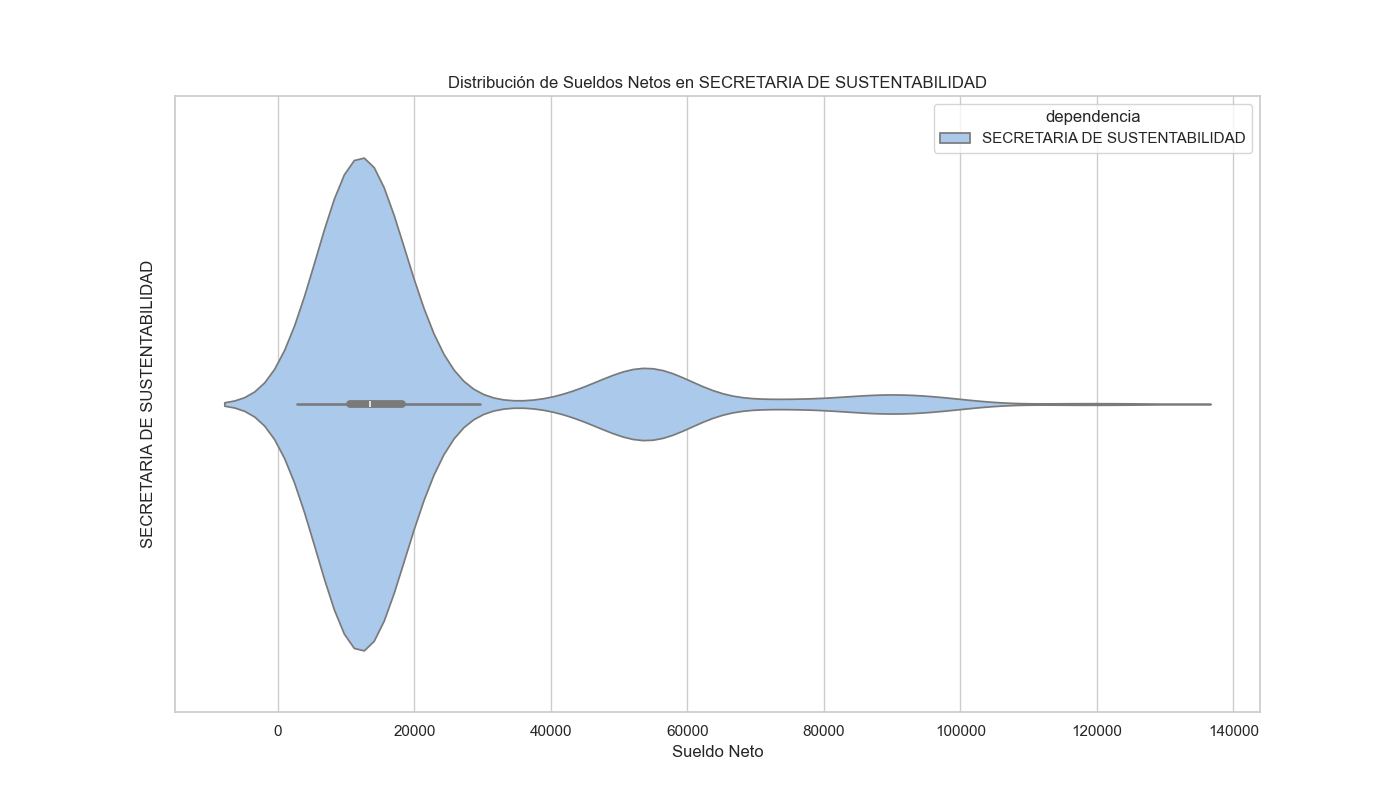 Distribución de Sueldos Netos en SECRETARIA DE SUSTENTABILIDAD
dependencia
SECRETARIA DE SUSTENTABILIDAD
SECRETARIA DE SUSTENTABILIDAD
0 20000 40000 60000 80000 100000 120000 140000
Sueldo Neto